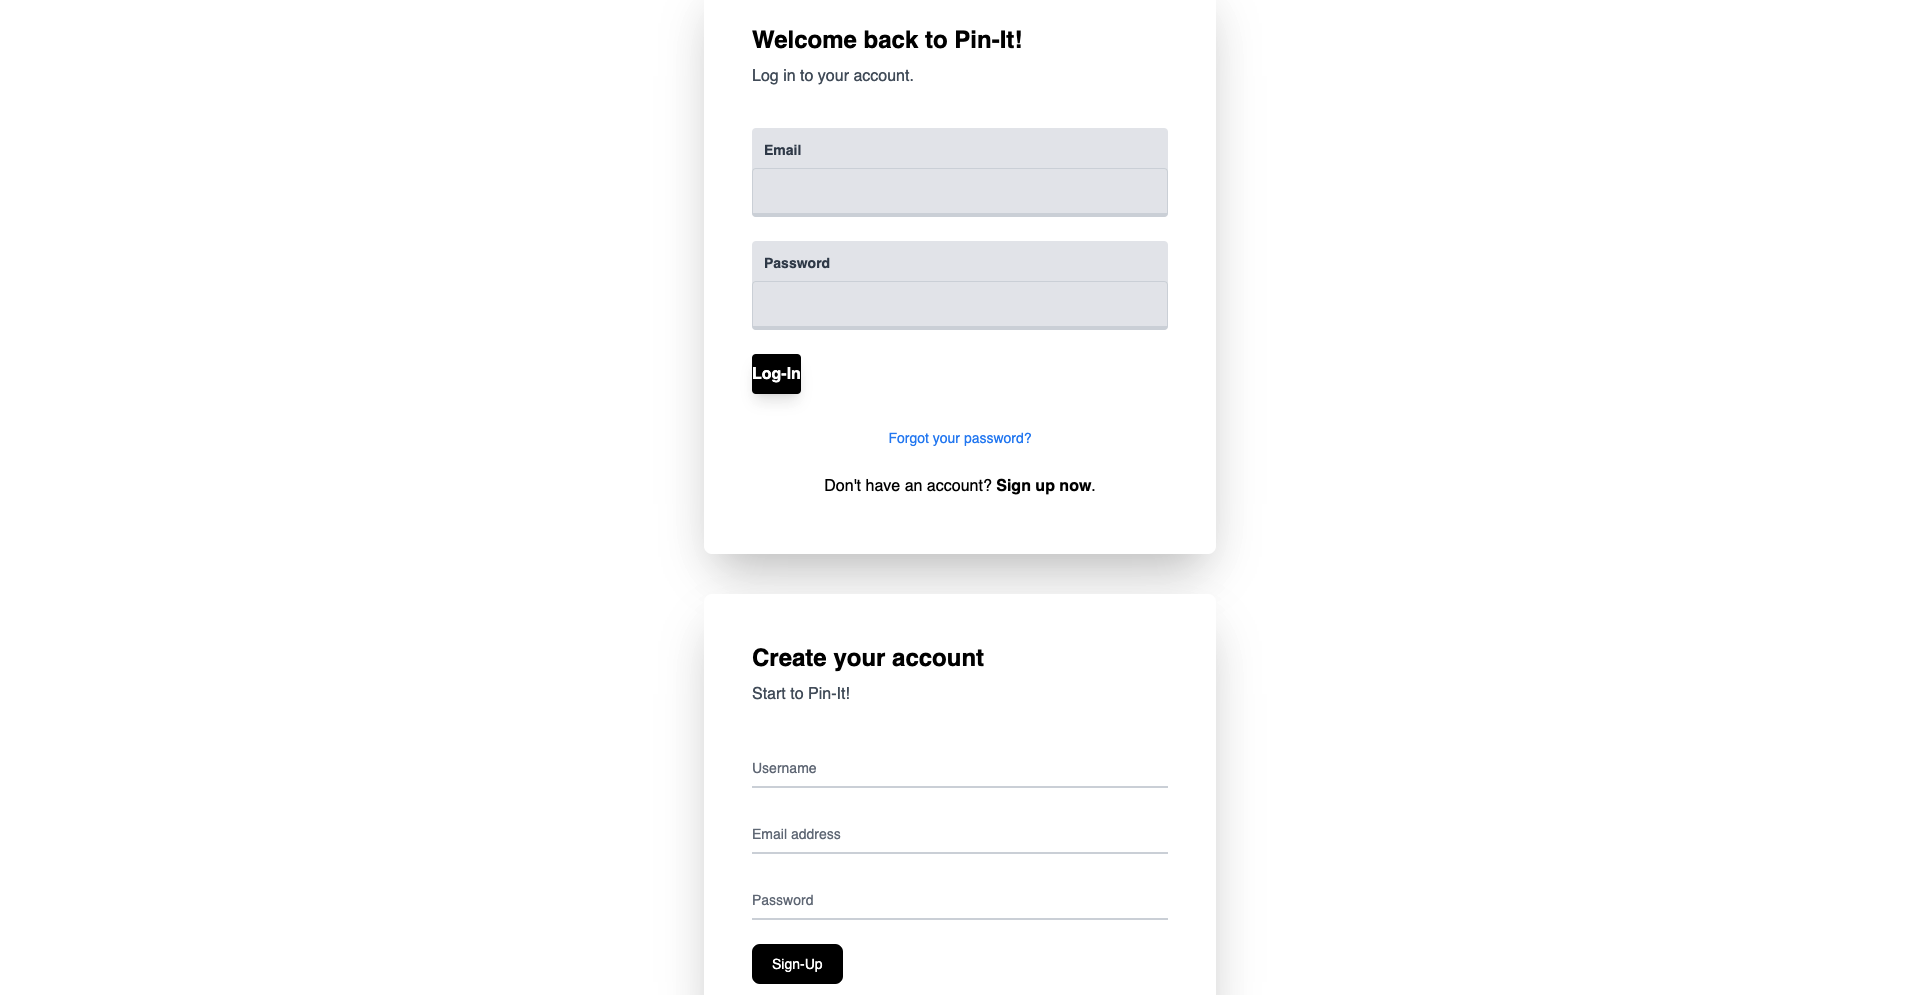 Welcome back to Pin-It!
Log in to your account.
Email
Password
Log-In
Forgot your password?
Don't have an account? Sign up now.
Create your account
Start to Pin-It!
Username
Email address
Password
Sign-Up